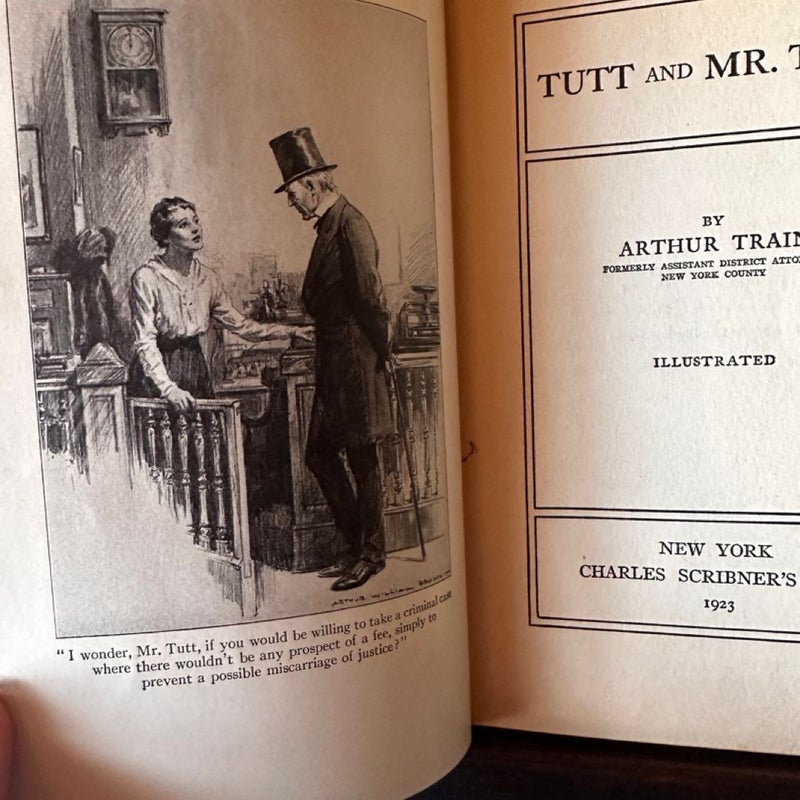 ARTHUR WILLIAM BROWN
"I wonder, Mr. Tutt, if you would be willing to take a criminal case
where there wouldn't be any prospect of a fee, simply to
prevent a possible miscarriage of justice?"
TUTT AND MR. T
BY
ARTHUR TRAIN
FORMERLY ASSISTANT DISTRICT ATTO
NEW YORK COUNTY
ILLUSTRATED
NEW YORK
CHARLES SCRIBNER'S
1923